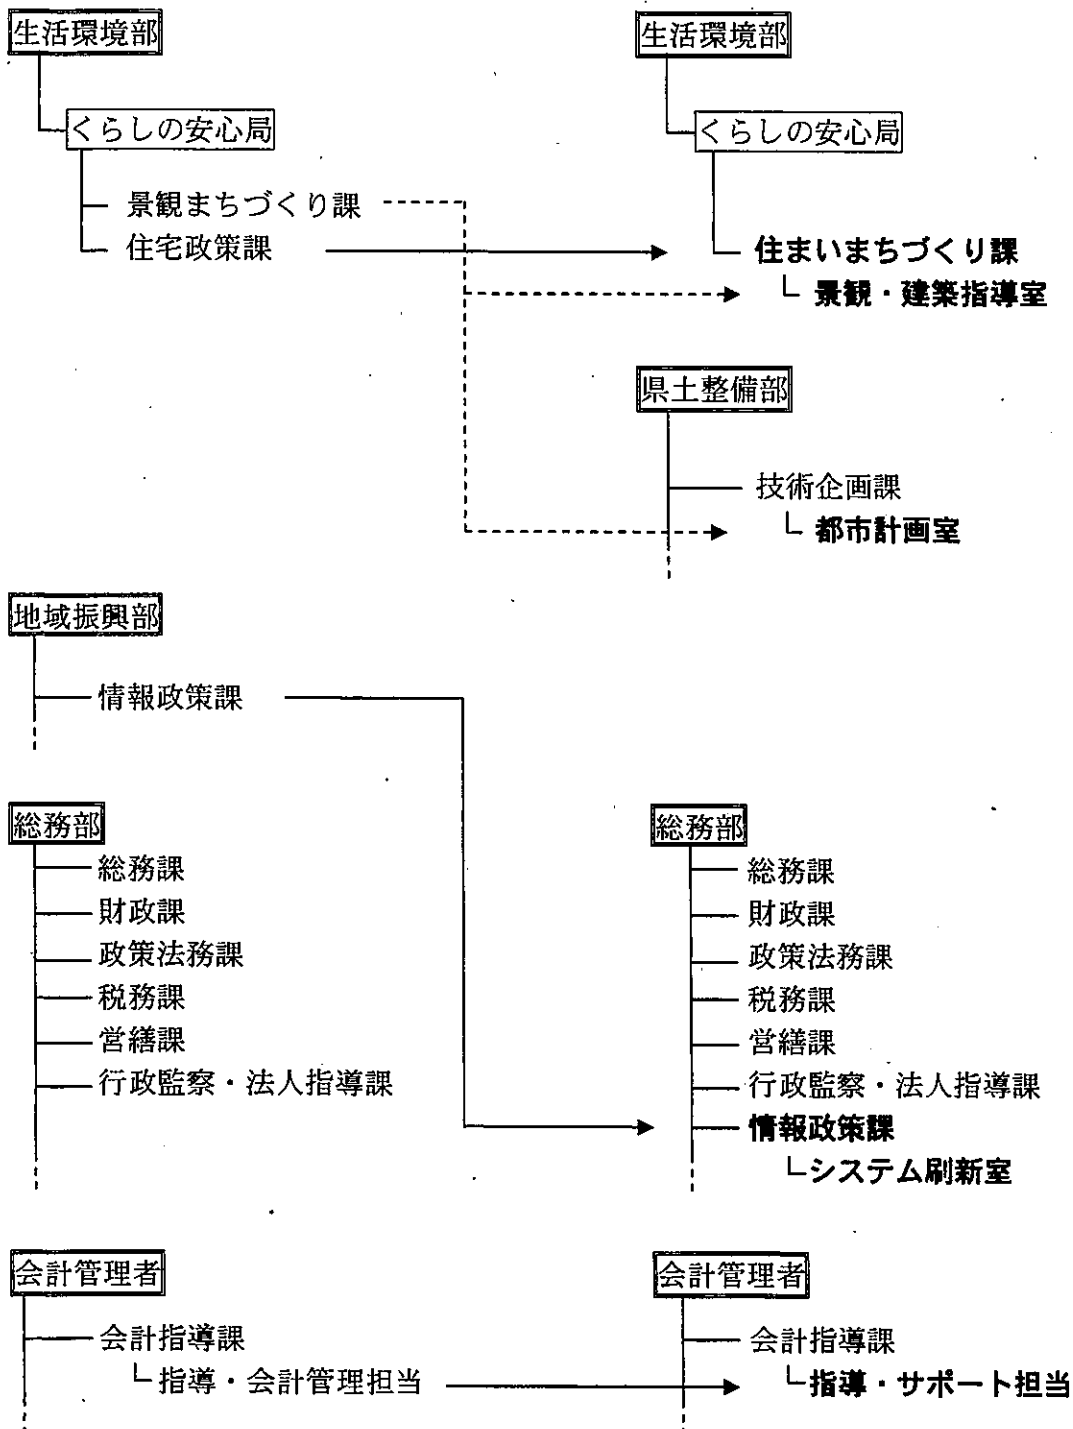 生活環境部
くらしの安心局
景観まちづくり課
住宅政策課
生活環境部
くらしの安心局
住まいまちづくり課
景観・建築指導室
県土整備部
技術企画課
都市計画室
地域振興部
情報政策課
総務部
総務課
財政課
政策法務課
税務課
営繕課
行政監察・法人指導課
総務部
総務課
財政課
政策法務課
税務課
営繕課
行政監察・法人指導課
情報政策課
システム刷新室
会計管理者
会計指導課
指導・会計管理担当
会計管理者
会計指導課
指導・サポート担当